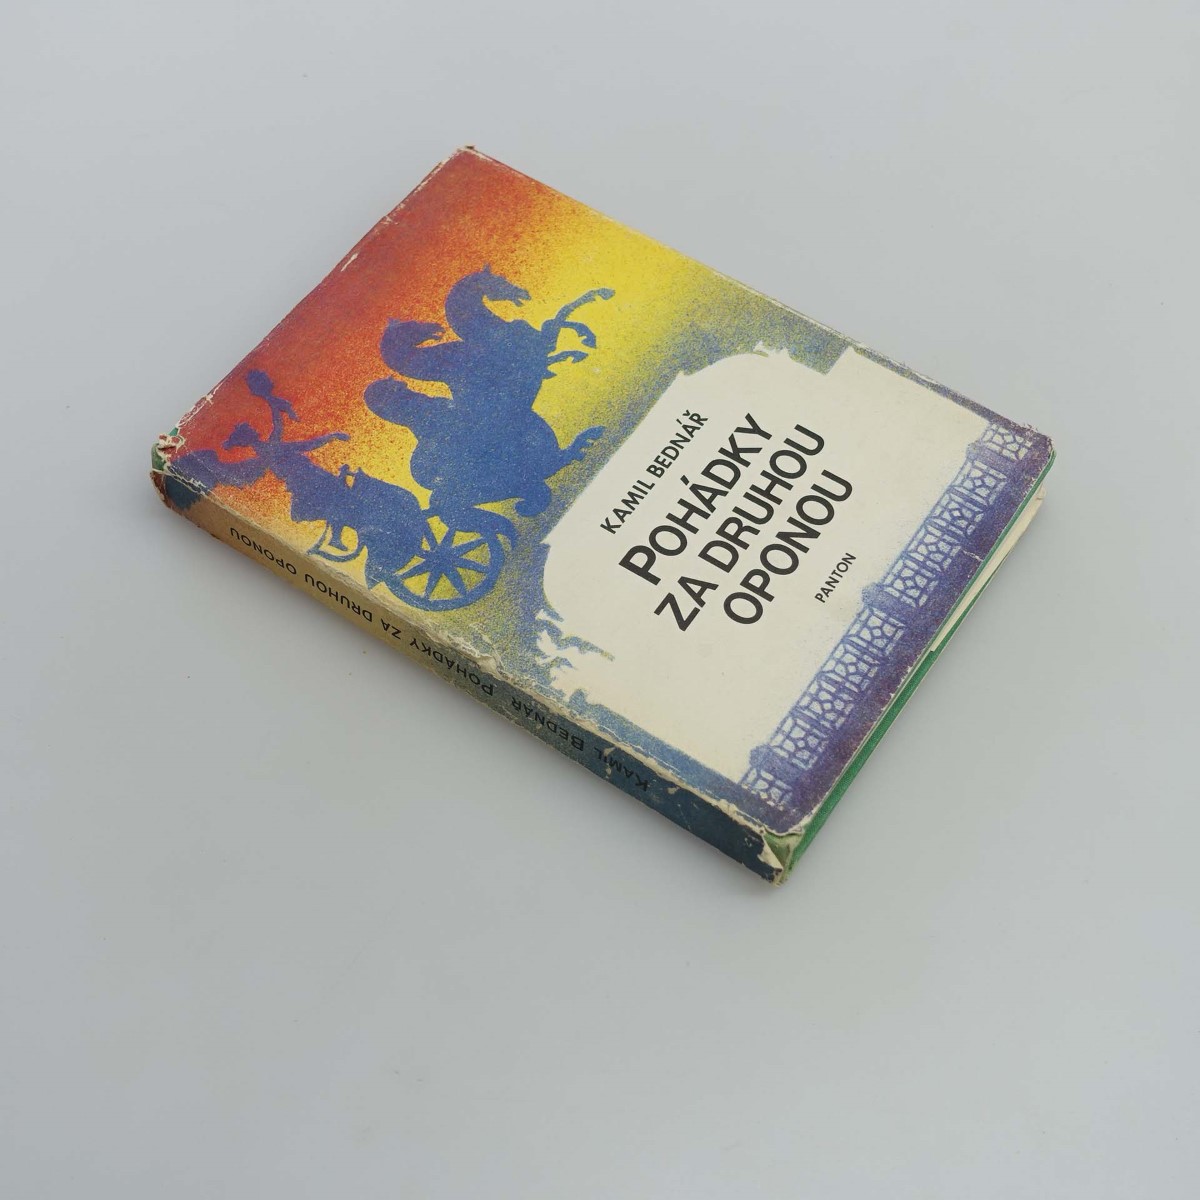 KAMIL BEDNÁŘ
POHÁDKY
ZA DRUHOU
OPONOU
PANTON
KAMIL BEDNÁŘ POHÁDKY ZA DRUHOU OPONOU